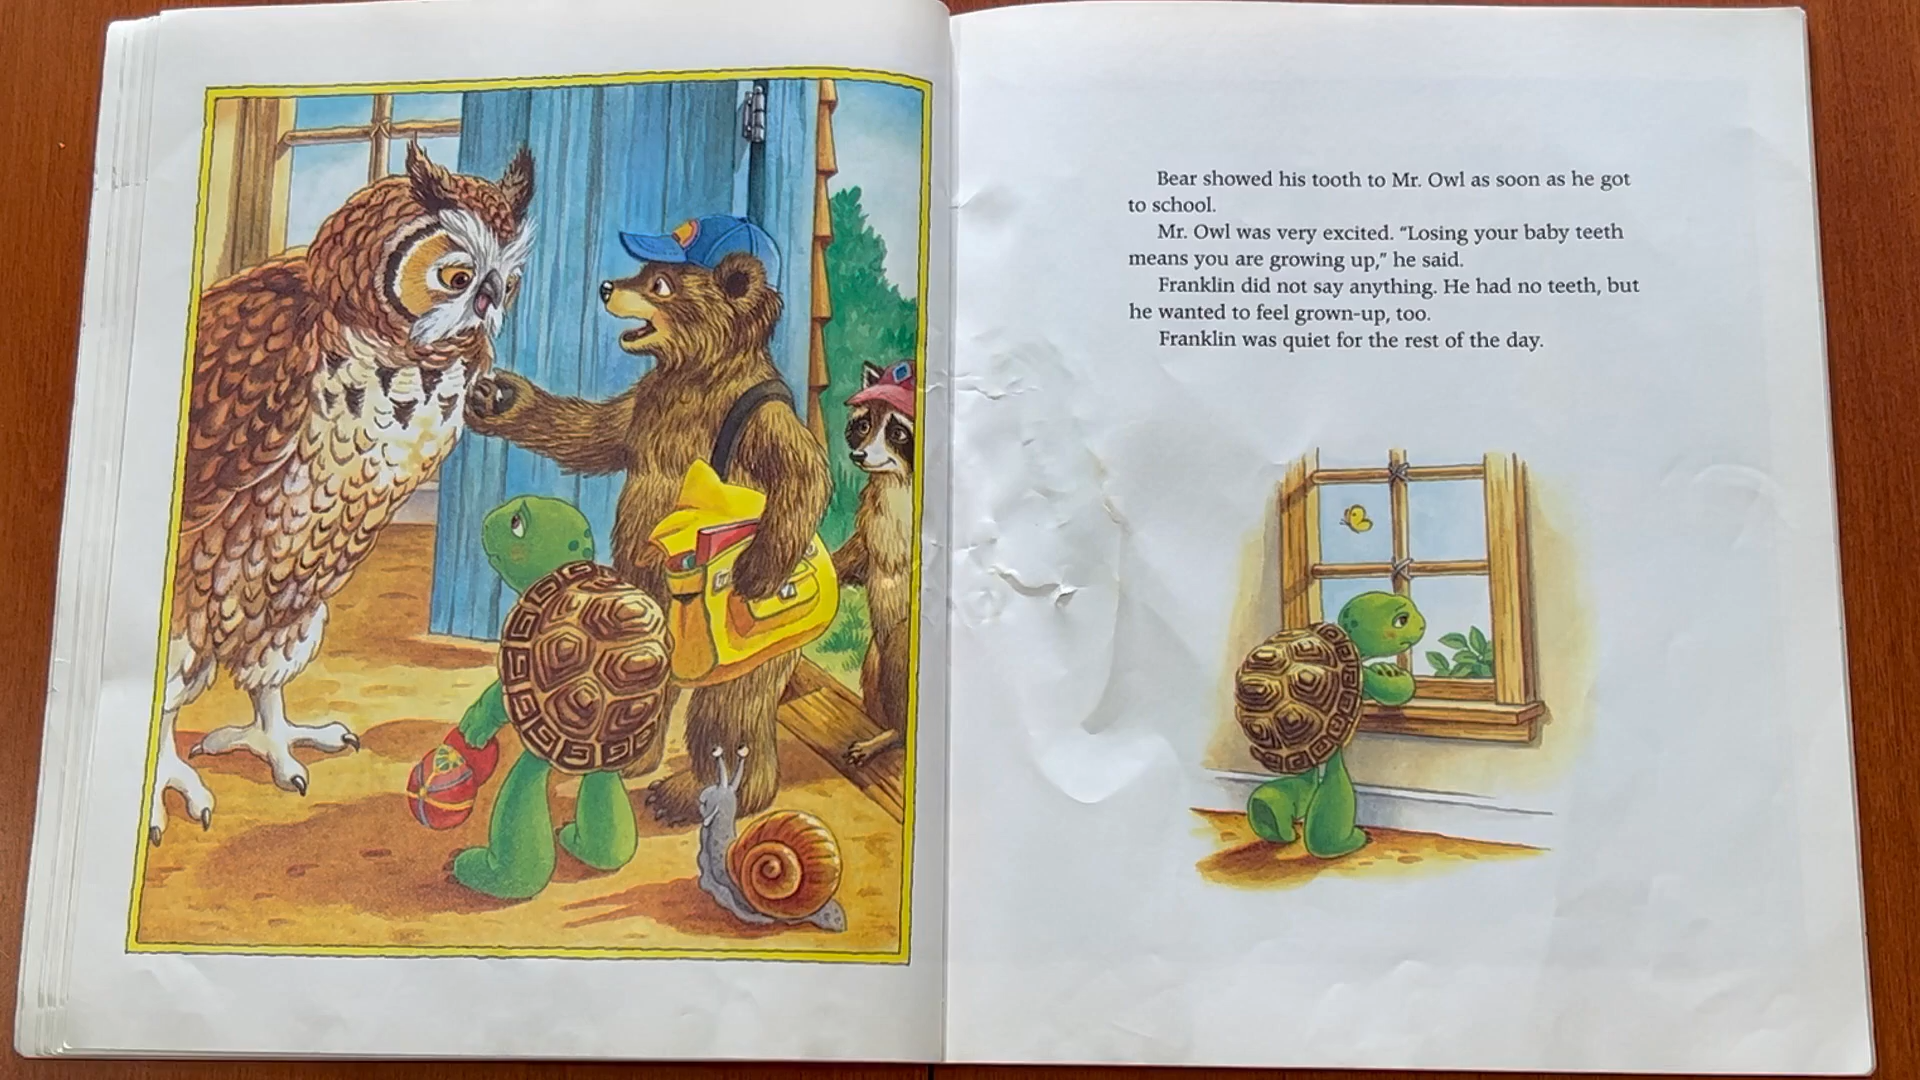 Bear showed his tooth to Mr. Owl as soon as he got
to school.
Mr. Owl was very excited. “Losing your baby teeth
means you are growing up,” he said.
Franklin did not say anything. He had no teeth, but
he wanted to feel grown-up, too.
Franklin was quiet for the rest of the day.